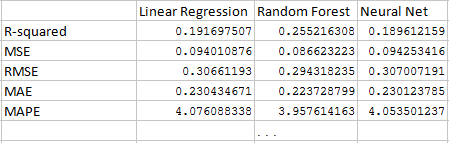 Linear Regression Random Forest Neural Net
R-squared 0.191697507 0.255216308 0.189612159
MSE 0.094010876 0.086623223 0.094253416
RMSE 0.30661193 0.294318235 0.307007191
MAE 0.230434671 0.223728799 0.230123785
MAPE 4.076088338 3.957614163 4.053501237
...